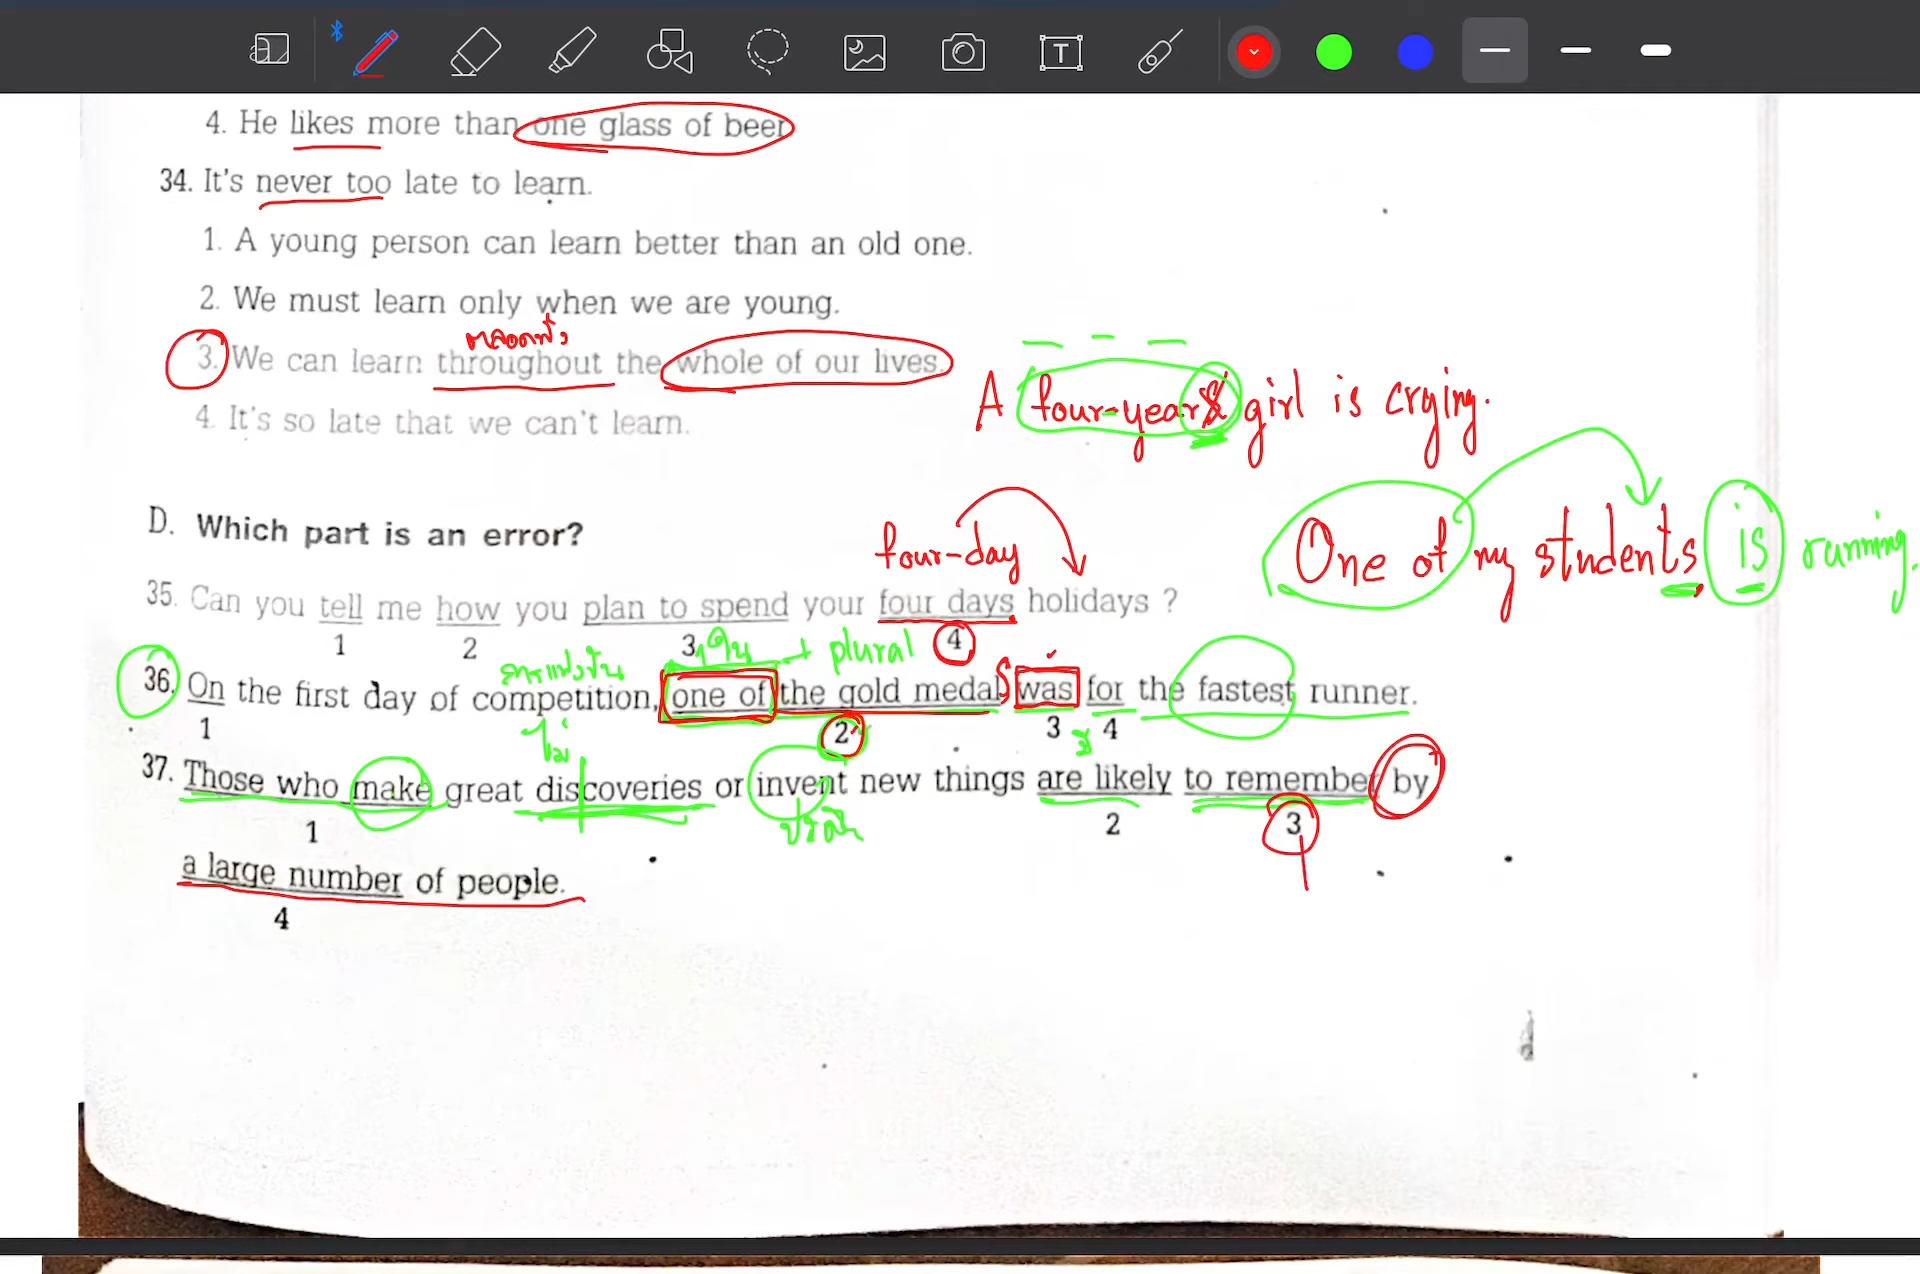 4. He likes more than one glass of beer
34. It's never too late to learn.
1. A young person can learn better than an old one.
2. We must learn only when we are young.
3. We can learn throughout the whole of our lives.
4. It's so late that we can't learn.
A four-years girl is crying.
One of my students is running.
D. Which part is an error?
four-day
35. Can you tell me how you plan to spend your four days holidays ?
1 2 3 4
plural
36. On the first day of competition, one of the gold medals was for the fastest runner.
1 2 3 4
37. Those who make great discoveries or invent new things are likely to remember by
1 2 3
a large number of people.
4